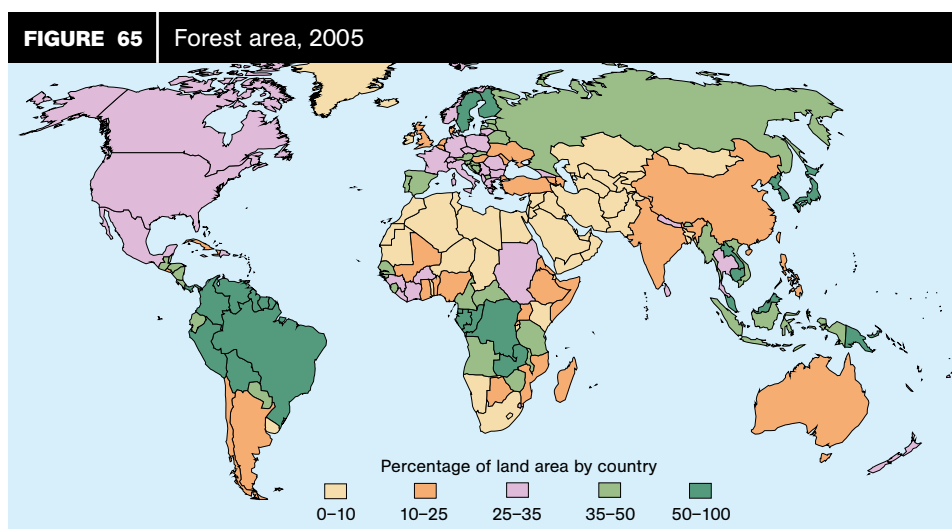 FIGURE 65 Forest area, 2005
Percentage of land area by country
0–10 10–25 25–35 35–50 50–100